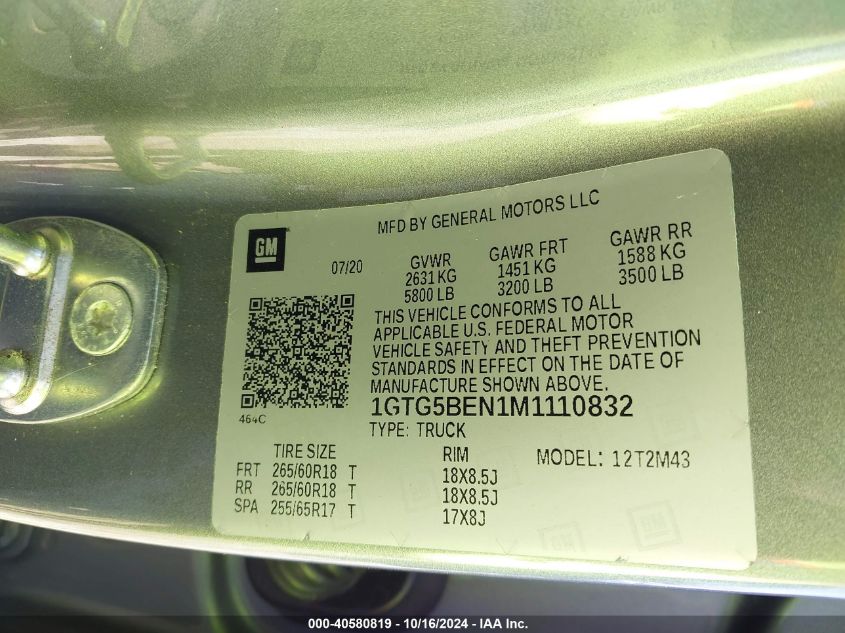 MFD BY GENERAL MOTORS LLC
GM
07/20
GVWR GAWR FRT GAWR RR
2631 KG 1451 KG 1588 KG
5800 LB 3200 LB 3500 LB
THIS VEHICLE CONFORMS TO ALL
APPLICABLE U.S. FEDERAL MOTOR
VEHICLE SAFETY AND THEFT PREVENTION
STANDARDS IN EFFECT ON THE DATE OF
MANUFACTURE SHOWN ABOVE.
464C
1GTG5BEN1M1110832
TYPE: TRUCK
TIRE SIZE RIM MODEL: 12T2M43
FRT 265/60R18 T 18X8.5J
RR 265/60R18 T 18X8.5J
SPA 255/65R17 T 17X8J
GM
000-40580819 - 10/16/2024 - IAA Inc.